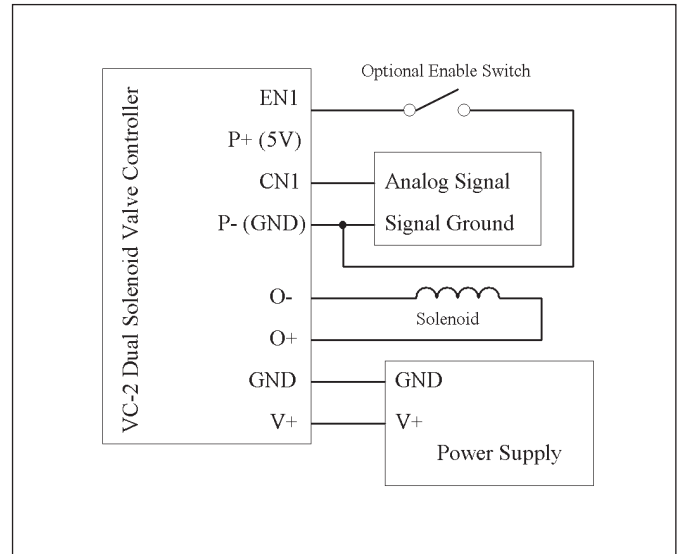 Optional Enable Switch
VC-2 Dual Solenoid Valve Controller
EN1
P+ (5V)
CN1
P- (GND)
O-
O+
GND
V+
Analog Signal
Signal Ground
Solenoid
GND
V+
Power Supply